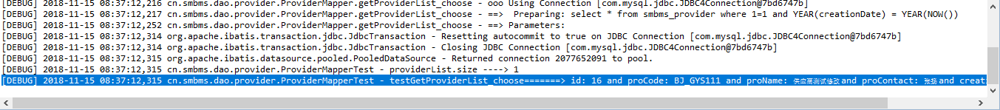 [DEBUG] 2018-11-15 08:37:12,216 cn.smbms.dao.provider.ProviderMapper.getProviderList_choose - ooo Using Connection [com.mysql.jdbc.JDBC4Connection@7bd6747b]
[DEBUG] 2018-11-15 08:37:12,217 cn.smbms.dao.provider.ProviderMapper.getProviderList_choose - ==>  Preparing: select * from smbms_provider where 1=1 and YEAR(creationDate) = YEAR(NOW())
[DEBUG] 2018-11-15 08:37:12,252 cn.smbms.dao.provider.ProviderMapper.getProviderList_choose - ==> Parameters:
[DEBUG] 2018-11-15 08:37:12,314 org.apache.ibatis.transaction.jdbc.JdbcTransaction - Resetting autocommit to true on JDBC Connection [com.mysql.jdbc.JDBC4Connection@7bd6747b]
[DEBUG] 2018-11-15 08:37:12,314 org.apache.ibatis.transaction.jdbc.JdbcTransaction - Closing JDBC Connection [com.mysql.jdbc.JDBC4Connection@7bd6747b]
[DEBUG] 2018-11-15 08:37:12,315 org.apache.ibatis.datasource.pooled.PooledDataSource - Returned connection 2077652091 to pool.
[DEBUG] 2018-11-15 08:37:12,315 cn.smbms.dao.provider.ProviderMapperTest - providerList.size ----> 1
[DEBUG] 2018-11-15 08:37:12,315 cn.smbms.dao.provider.ProviderMapperTest - testGetProviderList_choose=======> id: 16 and proCode: BJ_GYS111 and proName: 供应商测试修改 and proContact: 张扬 and creat